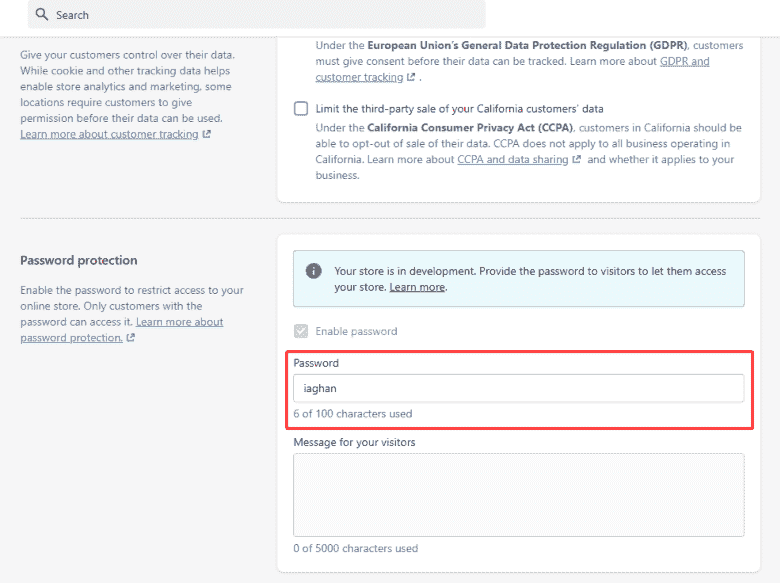 Search
Give your customers control over their data.
While cookie and other tracking data helps
enable store analytics and marketing, some
locations require customers to give
permission before their data can be used.
Learn more about customer tracking
Under the European Union's General Data Protection Regulation (GDPR), customers
must give consent before their data can be tracked. Learn more about GDPR and
customer tracking .
Limit the third-party sale of your California customers' data
Under the California Consumer Privacy Act (CCPA), customers in California should be
able to opt-out of sale of their data. CCPA does not apply to all business operating in
California. Learn more about CCPA and data sharing and whether it applies to your
business.
Password protection
Enable the password to restrict access to your
online store. Only customers with the
password can access it. Learn more about
password protection.
Your store is in development. Provide the password to visitors to let them access
your store. Learn more.
Enable password
Password
iaghan
6 of 100 characters used
Message for your visitors
0 of 5000 characters used